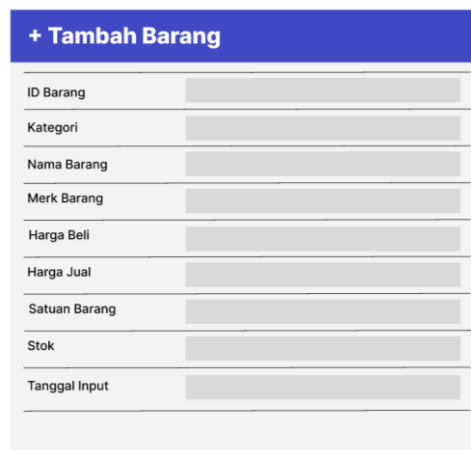 + Tambah Barang
ID Barang
Kategori
Nama Barang
Merk Barang
Harga Beli
Harga Jual
Satuan Barang
Stok
Tanggal Input